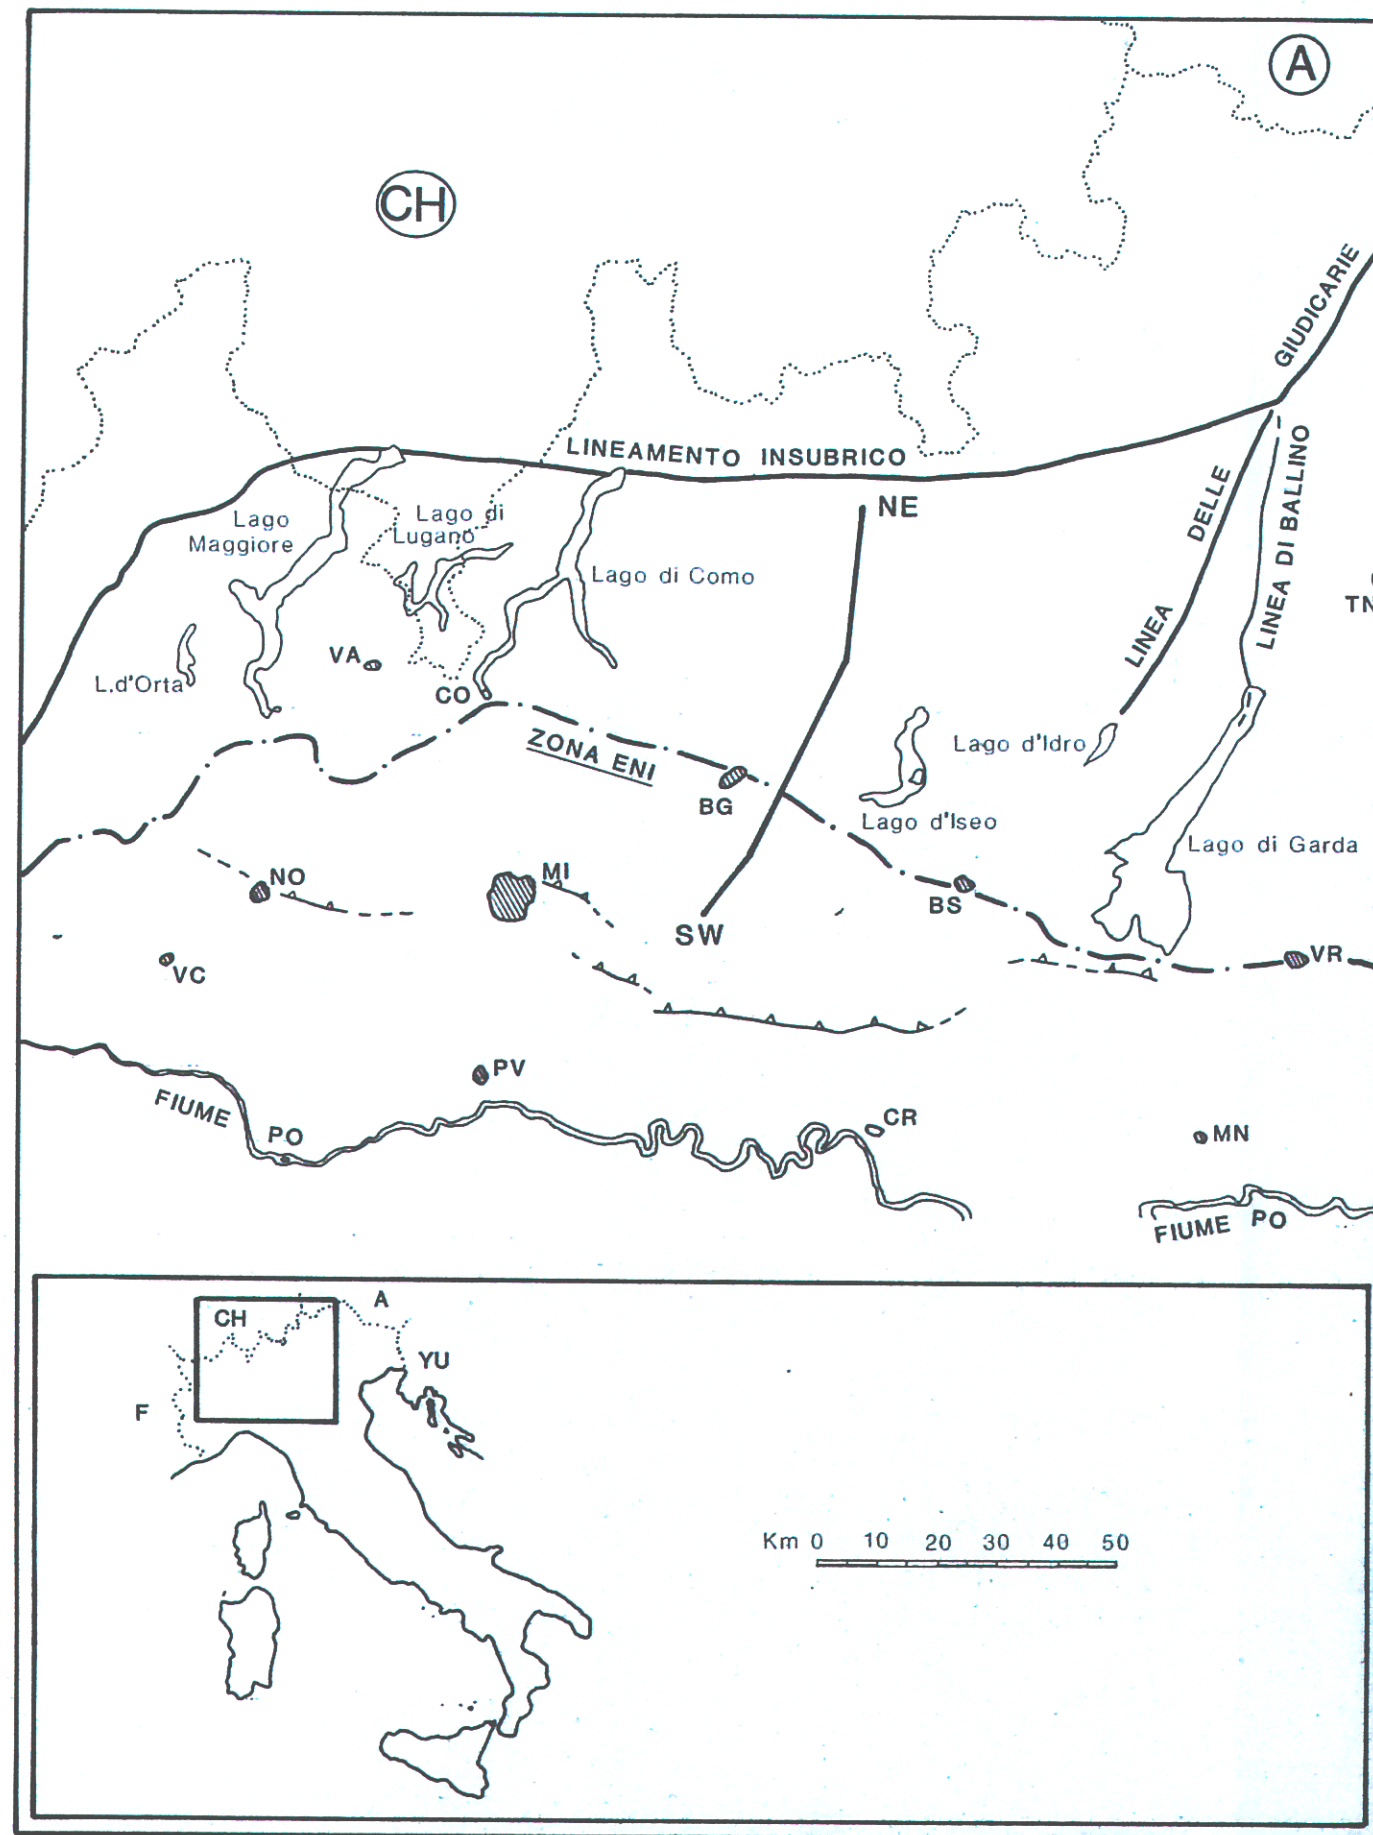 A
CH
LINEA DELLE GIUDICARIE
LINEAMENTO INSUBRICO
LINEA DI BALLINO
NE
Lago
Maggiore
Lago di
Lugano
Lago di Como
TN
VA
L.d'Orta
CO
ZONA ENI
BG
Lago d'Idro
Lago d'Iseo
Lago di Garda
NO
MI
BS
SW
VR
VC
PV
FIUME PO
CR
MN
FIUME PO
A
CH
YU
F
Km 0 10 20 30 40 50